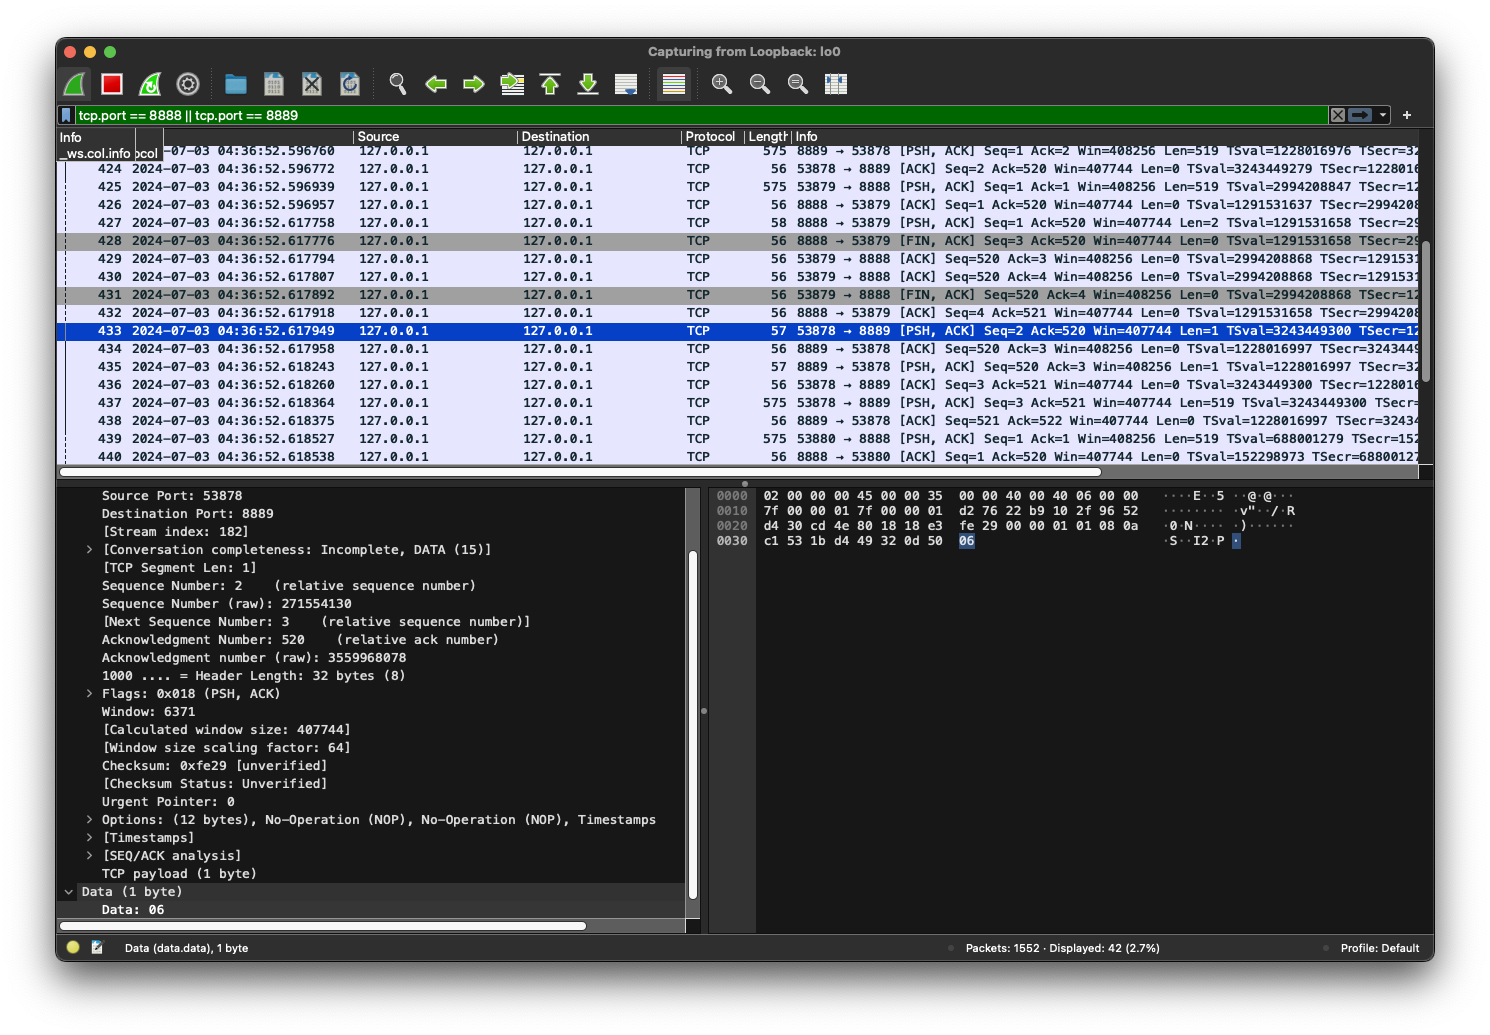 Capturing from Loopback: lo0
tcp.port == 8888 || tcp.port == 8889
Info Source Destination Protocol Length Info
_ws.col.info ocol
03 04:36:52.596760 127.0.0.1 127.0.0.1 TCP 575 8889 → 53878 [PSH, ACK] Seq=1 Ack=2 Win=408256 Len=519 TSval=1228016976 TSecr=32
424 2024-07-03 04:36:52.596772 127.0.0.1 127.0.0.1 TCP 56 53878 → 8889 [ACK] Seq=2 Ack=520 Win=407744 Len=0 TSval=3243449279 TSecr=1228016
425 2024-07-03 04:36:52.596939 127.0.0.1 127.0.0.1 TCP 575 53879 → 8888 [PSH, ACK] Seq=1 Ack=1 Win=408256 Len=519 TSval=2994208847 TSecr=12
426 2024-07-03 04:36:52.596957 127.0.0.1 127.0.0.1 TCP 56 8888 → 53879 [ACK] Seq=1 Ack=520 Win=407744 Len=0 TSval=1291531637 TSecr=2994208
427 2024-07-03 04:36:52.617758 127.0.0.1 127.0.0.1 TCP 58 8888 → 53879 [PSH, ACK] Seq=1 Ack=520 Win=407744 Len=2 TSval=1291531658 TSecr=29
428 2024-07-03 04:36:52.617776 127.0.0.1 127.0.0.1 TCP 56 8888 → 53879 [FIN, ACK] Seq=3 Ack=520 Win=407744 Len=0 TSval=1291531658 TSecr=29
429 2024-07-03 04:36:52.617794 127.0.0.1 127.0.0.1 TCP 56 53879 → 8888 [ACK] Seq=520 Ack=3 Win=408256 Len=0 TSval=2994208868 TSecr=1291531
430 2024-07-03 04:36:52.617807 127.0.0.1 127.0.0.1 TCP 56 53879 → 8888 [ACK] Seq=520 Ack=4 Win=408256 Len=0 TSval=2994208868 TSecr=1291531
431 2024-07-03 04:36:52.617892 127.0.0.1 127.0.0.1 TCP 56 53879 → 8888 [FIN, ACK] Seq=520 Ack=4 Win=408256 Len=0 TSval=2994208868 TSecr=12
432 2024-07-03 04:36:52.617918 127.0.0.1 127.0.0.1 TCP 56 8888 → 53879 [ACK] Seq=4 Ack=521 Win=407744 Len=0 TSval=1291531658 TSecr=2994208
433 2024-07-03 04:36:52.617949 127.0.0.1 127.0.0.1 TCP 57 53878 → 8889 [PSH, ACK] Seq=2 Ack=520 Win=407744 Len=1 TSval=3243449300 TSecr=12
434 2024-07-03 04:36:52.617958 127.0.0.1 127.0.0.1 TCP 56 8889 → 53878 [ACK] Seq=520 Ack=3 Win=408256 Len=0 TSval=1228016997 TSecr=3243449
435 2024-07-03 04:36:52.618243 127.0.0.1 127.0.0.1 TCP 57 8889 → 53878 [PSH, ACK] Seq=520 Ack=3 Win=408256 Len=1 TSval=1228016997 TSecr=32
436 2024-07-03 04:36:52.618260 127.0.0.1 127.0.0.1 TCP 56 53878 → 8889 [ACK] Seq=3 Ack=521 Win=407744 Len=0 TSval=3243449300 TSecr=1228016
437 2024-07-03 04:36:52.618364 127.0.0.1 127.0.0.1 TCP 575 53878 → 8889 [PSH, ACK] Seq=3 Ack=521 Win=407744 Len=519 TSval=3243449300 TSecr=
438 2024-07-03 04:36:52.618375 127.0.0.1 127.0.0.1 TCP 56 8889 → 53878 [ACK] Seq=521 Ack=522 Win=407744 Len=0 TSval=1228016997 TSecr=32434
439 2024-07-03 04:36:52.618527 127.0.0.1 127.0.0.1 TCP 575 53880 → 8888 [PSH, ACK] Seq=1 Ack=1 Win=408256 Len=519 TSval=688001279 TSecr=152
440 2024-07-03 04:36:52.618538 127.0.0.1 127.0.0.1 TCP 56 8888 → 53880 [ACK] Seq=1 Ack=520 Win=407744 Len=0 TSval=152298973 TSecr=6880012
Source Port: 53878
Destination Port: 8889
[Stream index: 182]
[Conversation completeness: Incomplete, DATA (15)]
[TCP Segment Len: 1]
Sequence Number: 2 (relative sequence number)
Sequence Number (raw): 271554130
[Next Sequence Number: 3 (relative sequence number)]
Acknowledgment Number: 520 (relative ack number)
Acknowledgment number (raw): 3559968078
1000 .... = Header Length: 32 bytes (8)
Flags: 0x018 (PSH, ACK)
Window: 6371
[Calculated window size: 407744]
[Window size scaling factor: 64]
Checksum: 0xfe29 [unverified]
[Checksum Status: Unverified]
Urgent Pointer: 0
Options: (12 bytes), No-Operation (NOP), No-Operation (NOP), Timestamps
[Timestamps]
[SEQ/ACK analysis]
TCP payload (1 byte)
Data (1 byte)
Data: 06
0000 02 00 00 00 45 00 00 35 00 00 40 00 40 06 00 00 ····E··5 ··@·@···
0010 7f 00 00 01 7f 00 00 01 d2 76 22 b9 10 2f 96 52 ········ ·v"··/·R
0020 d4 30 cd 4e 80 18 18 e3 fe 29 00 00 01 01 08 0a ·0·N···· ·)······
0030 c1 53 1b d4 49 32 0d 50 06 ·S··I2·P ·
Data (data.data), 1 byte
Packets: 1552 · Displayed: 42 (2.7%)
Profile: Default